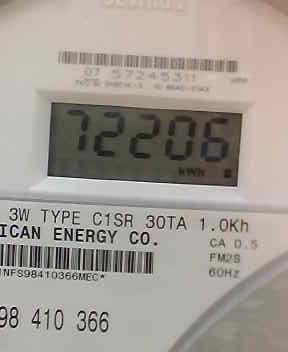 07 57245311
72206
kWh
3W TYPE C1SR 30TA 1.0Kh
ICAN ENERGY CO.
CA 0.5
FM2S
60Hz
NFS98410366MEC*
98 410 366